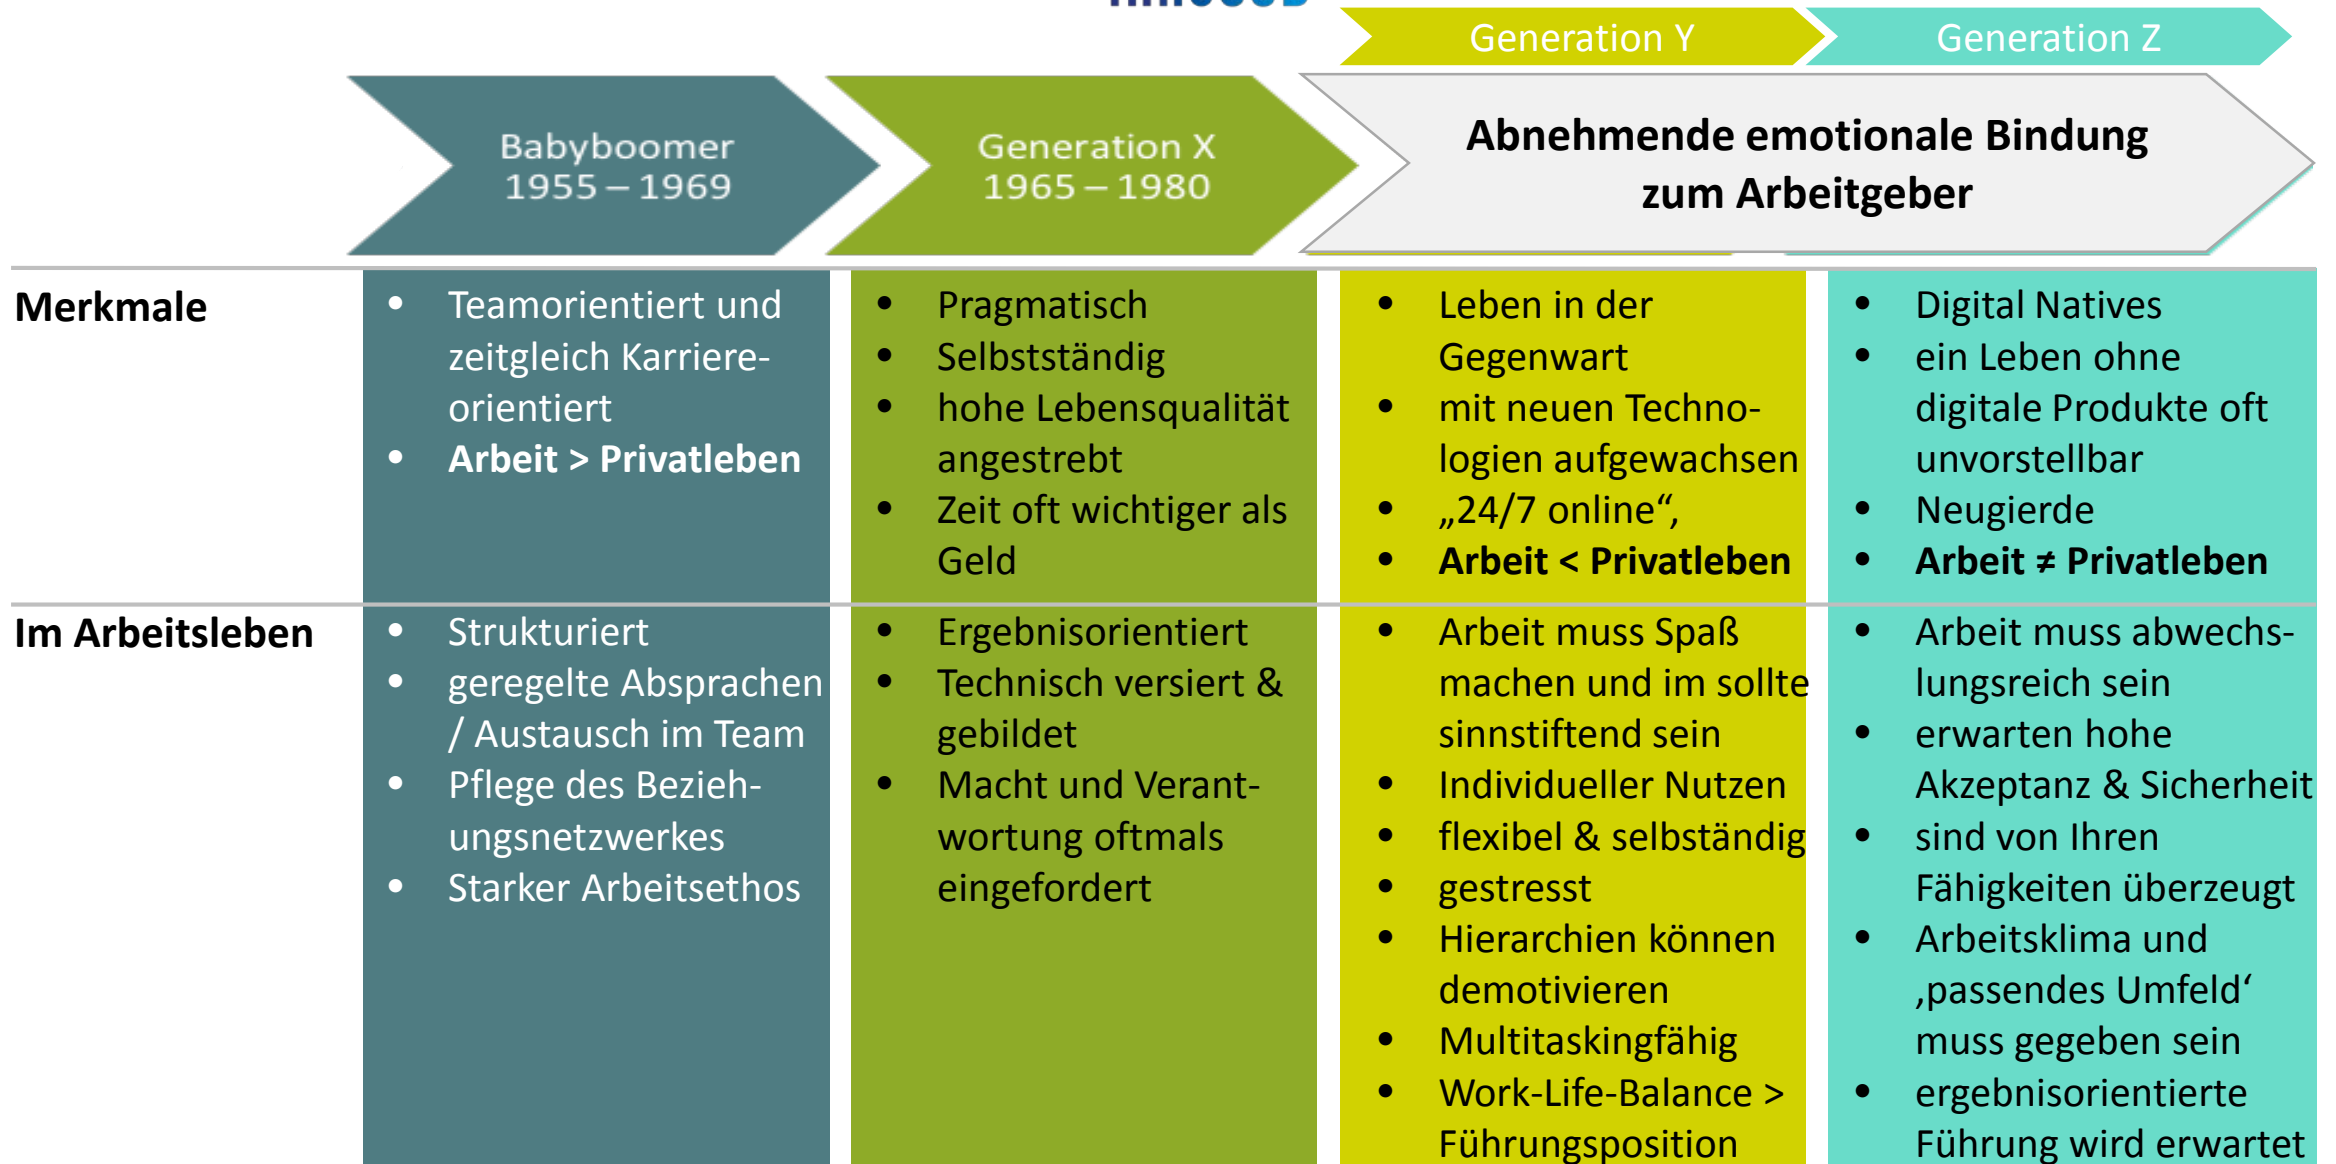 Generation Y
Generation Z
Babyboomer
1955 – 1969
Generation X
1965 – 1980
Abnehmende emotionale Bindung
zum Arbeitgeber
Merkmale
• Teamorientiert und
zeitgleich Karriere-
orientiert
• Arbeit > Privatleben
• Pragmatisch
• Selbstständig
• hohe Lebensqualität
angestrebt
• Zeit oft wichtiger als
Geld
• Leben in der
Gegenwart
• mit neuen Techno-
logien aufgewachsen
• „24/7 online“,
• Arbeit < Privatleben
• Digital Natives
• ein Leben ohne
digitale Produkte oft
unvorstellbar
• Neugierde
• Arbeit ≠ Privatleben
Im Arbeitsleben
• Strukturiert
• geregelte Absprachen
/ Austausch im Team
• Pflege des Bezieh-
ungsnetzwerkes
• Starker Arbeitsethos
• Ergebnisorientiert
• Technisch versiert &
gebildet
• Macht und Verant-
wortung oftmals
eingefordert
• Arbeit muss Spaß
machen und im sollte
sinnstiftend sein
• Individueller Nutzen
• flexibel & selbständig
• gestresst
• Hierarchien können
demotivieren
• Multitaskingfähig
• Work-Life-Balance >
Führungsposition
• Arbeit muss abwechs-
lungsreich sein
• erwarten hohe
Akzeptanz & Sicherheit
• sind von Ihren
Fähigkeiten überzeugt
• Arbeitsklima und
‚passendes Umfeld‘
muss gegeben sein
• ergebnisorientierte
Führung wird erwartet